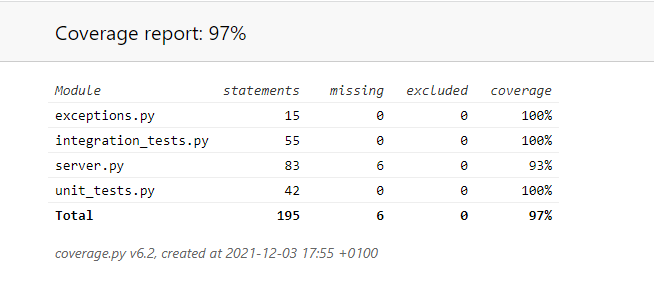 Coverage report: 97%
Module statements missing excluded coverage
exceptions.py 15 0 0 100%
integration_tests.py 55 0 0 100%
server.py 83 6 0 93%
unit_tests.py 42 0 0 100%
Total 195 6 0 97%
coverage.py v6.2, created at 2021-12-03 17:55 +0100